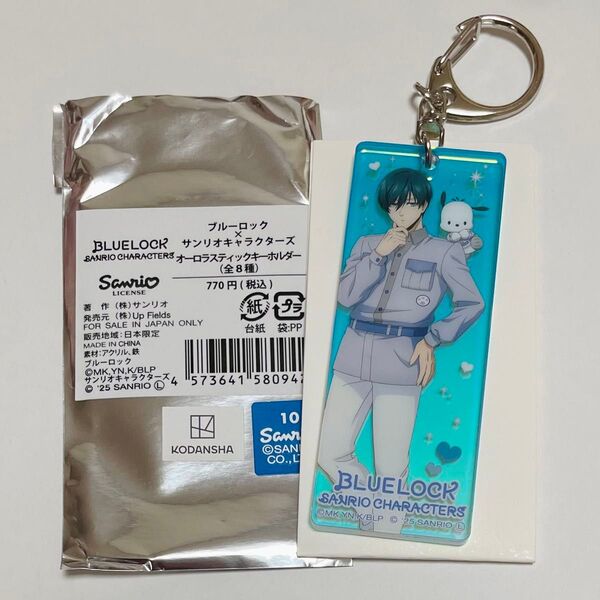 BLUELOCK
SANRIO CHARACTERS
ブルーロック
×
サンリオキャラクターズ
オーロラスティックキーホルダー
(全8種)
Sanrio
LICENSE
770円(税込)
著作 (株)サンリオ
発売元 (株)Up Fields
FOR SALE IN JAPAN ONLY
販売地域:日本限定
MADE IN CHINA
素材:アクリル、鉄
ブルーロック
©MK,YN,K/BLP
サンリオキャラクターズ
© '25 SANRIO Ⓛ
紙
台紙
プラ
袋:PP
4 573641 58094
KODANSHA
10
Sanri
©SAN
CO.,L
BLUELOCK
SANRIO CHARACTERS
©MK,YN,K/BLP © '25 SANRIO Ⓛ